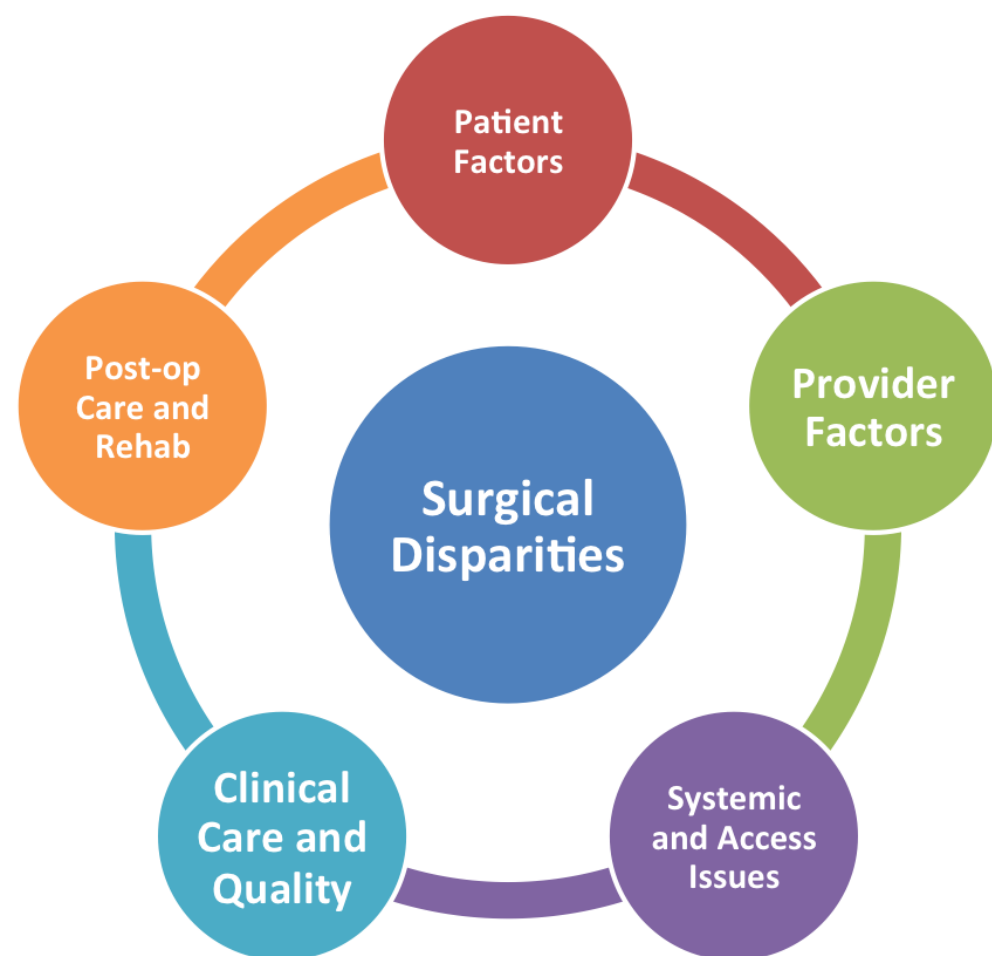 Patient
Factors
Provider
Factors
Systemic
and Access
Issues
Clinical
Care and
Quality
Post-op
Care and
Rehab
Surgical
Disparities